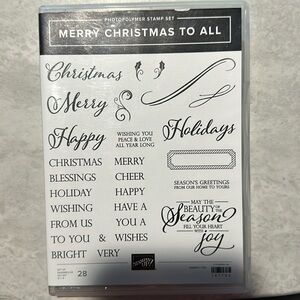 PHOTOPOLYMER STAMP SET
MERRY CHRISTMAS TO ALL
Christmas
Merry
Happy
WISHING YOU
PEACE & LOVE
ALL YEAR LONG
Holidays
CHRISTMAS MERRY
BLESSINGS CHEER
HOLIDAY HAPPY
WISHING HAVE A
FROM US YOU A
TO YOU & WISHES
BRIGHT VERY
SEASON'S GREETINGS
FROM OUR HOME TO YOURS
MAY THE
BEAUTY OF THE
Season
FILL YOUR HEART
WITH
joy
28
STAMPIN' UP!